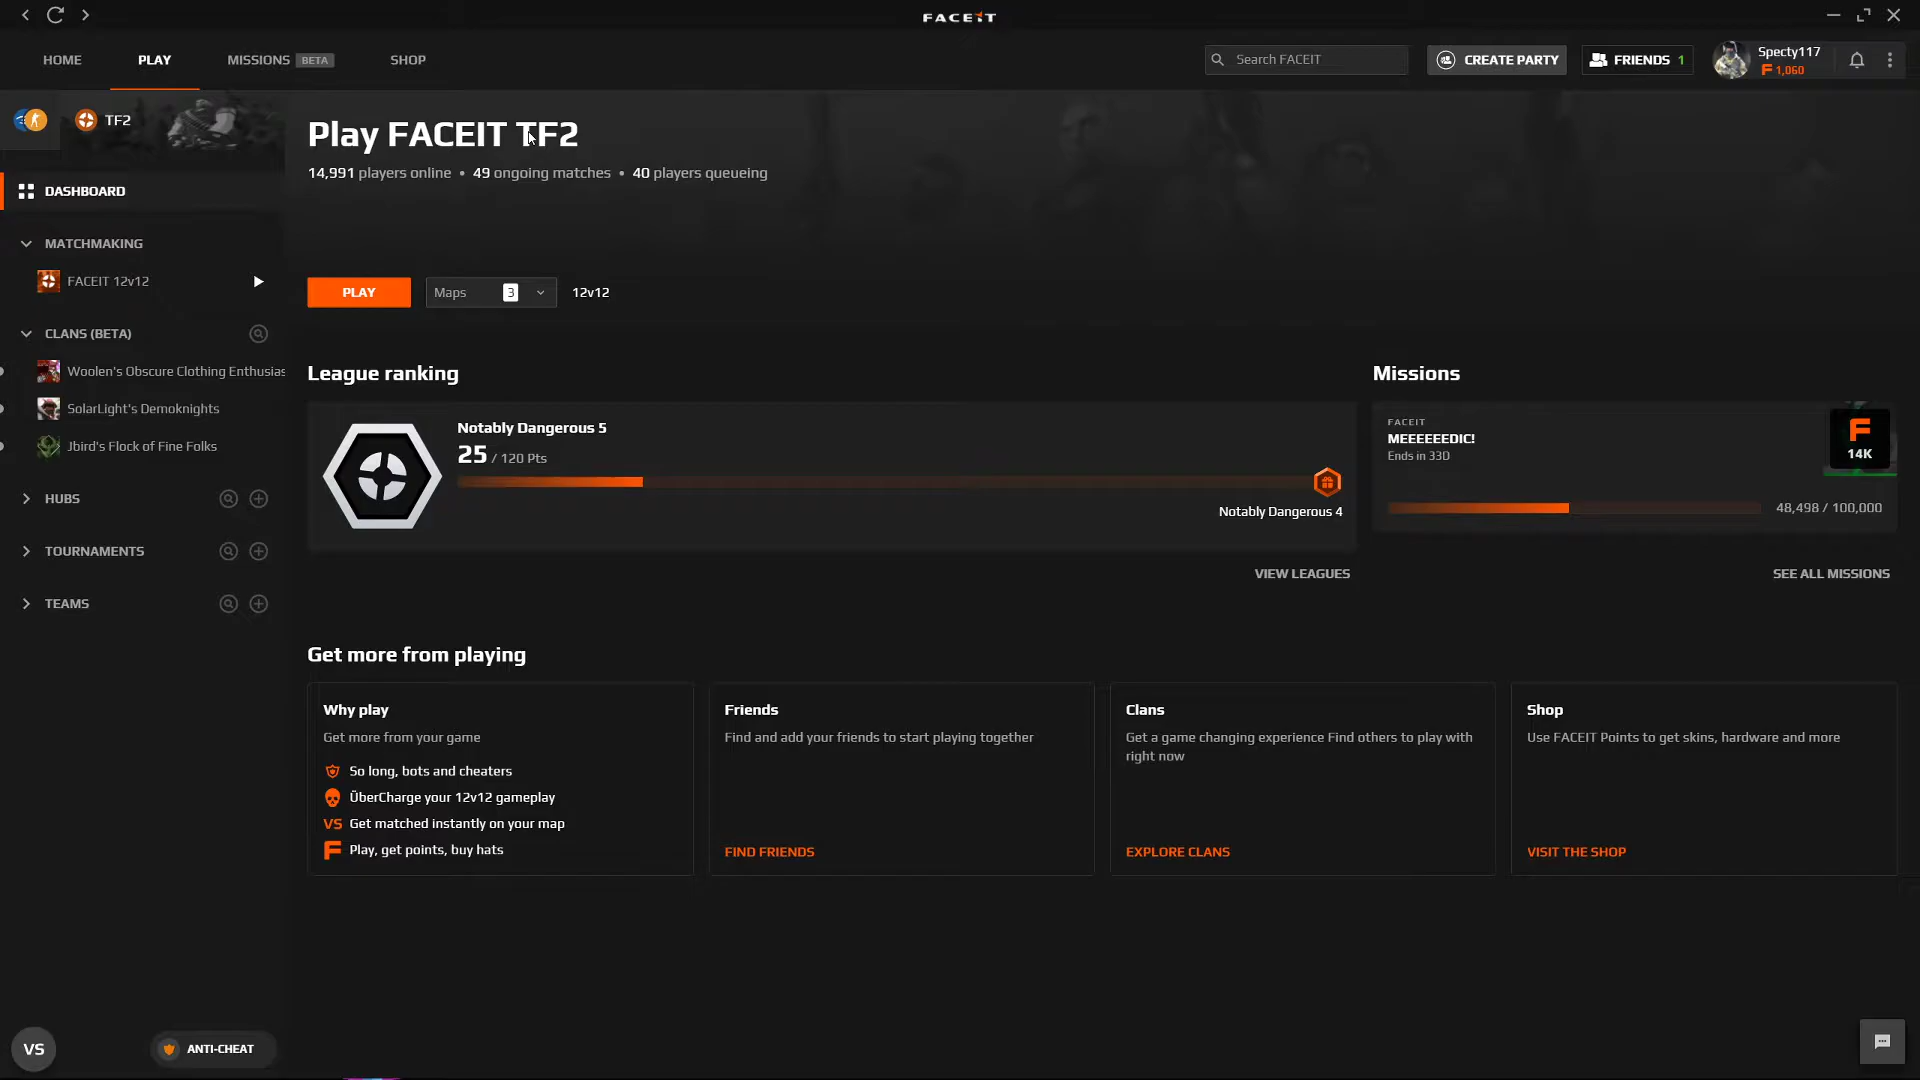 FACEIT
HOME
PLAY
MISSIONS BETA
SHOP
Search FACEIT
CREATE PARTY
FRIENDS 1
Specty117
1,060
TF2
DASHBOARD
MATCHMAKING
FACEIT 12v12
CLANS (BETA)
Woolen's Obscure Clothing Enthusias
SolarLight's Demoknights
Jbird's Flock of Fine Folks
HUBS
TOURNAMENTS
TEAMS
VS
ANTI-CHEAT
Play FACEIT TF2
14,991 players online • 49 ongoing matches • 40 players queueing
PLAY
Maps 3
12v12
League ranking
Notably Dangerous 5
25 / 120 Pts
Notably Dangerous 4
VIEW LEAGUES
Missions
FACEIT
MEEEEEEDIC!
Ends in 33D
F
14K
48,498 / 100,000
SEE ALL MISSIONS
Get more from playing
Why play
Get more from your game
So long, bots and cheaters
ÜberCharge your 12v12 gameplay
VS Get matched instantly on your map
Play, get points, buy hats
Friends
Find and add your friends to start playing together
FIND FRIENDS
Clans
Get a game changing experience Find others to play with
right now
EXPLORE CLANS
Shop
Use FACEIT Points to get skins, hardware and more
VISIT THE SHOP